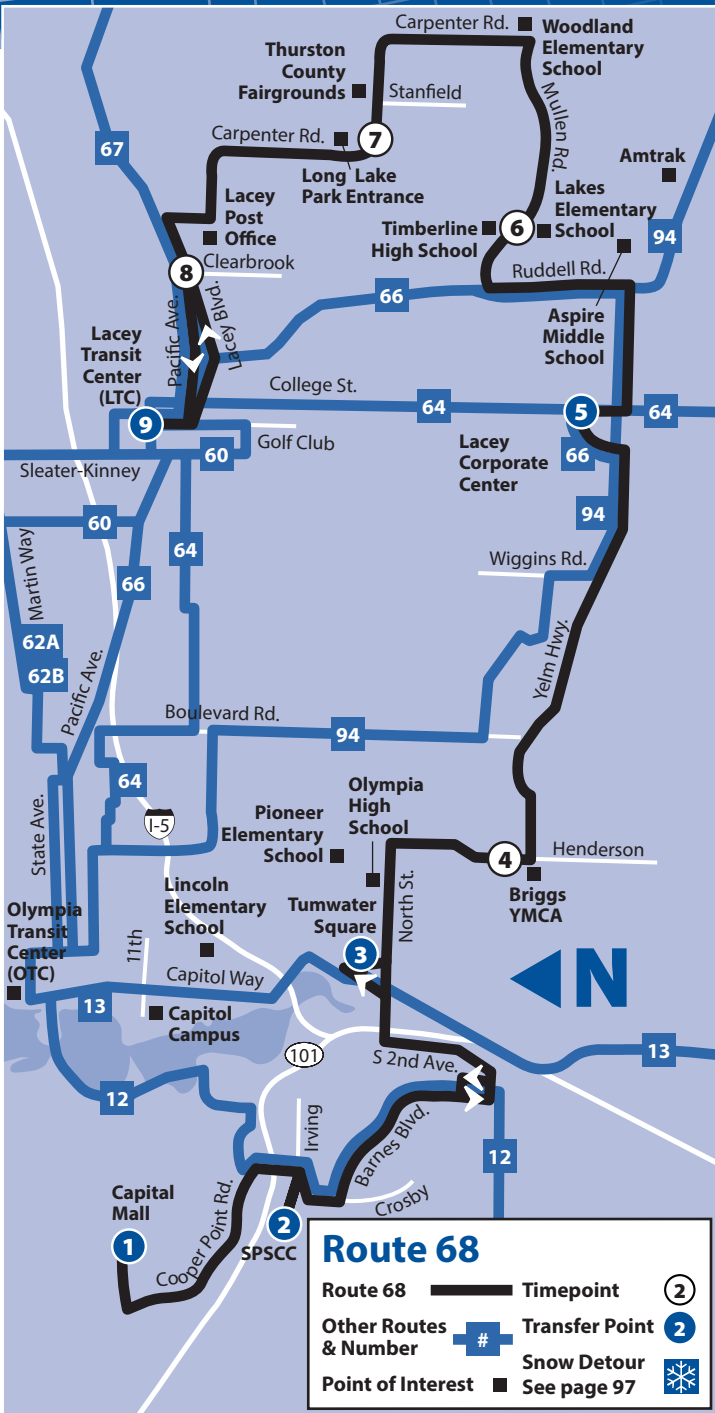 Carpenter Rd.
Woodland
Elementary
School
Thurston
County
Fairgrounds
Stanfield
Mullen Rd.
67
Carpenter Rd.
7
Long Lake
Park Entrance
Amtrak
Lacey
Post
Office
Timberline
High School
6
Lakes
Elementary
School
94
8
Clearbrook
Ruddell Rd.
66
Aspire
Middle
School
Pacific Ave.
Lacey Blvd.
Lacey
Transit
Center
(LTC)
College St.
64
5
64
9
Golf Club
60
Sleater-Kinney
Lacey
Corporate
Center
66
94
60
64
Martin Way
66
Wiggins Rd.
62A
62B
Pacific Ave.
Yelm Hwy.
Boulevard Rd.
94
64
I-5
State Ave.
Olympia
High
School
Pioneer
Elementary
School
4
Henderson
Briggs
YMCA
North St.
Lincoln
Elementary
School
Tumwater
Square
3
Olympia
Transit
Center
(OTC)
11th
Capitol Way
13
Capitol
Campus
N
101
S 2nd Ave.
13
12
Irving
Barnes Blvd.
12
Crosby
Capital
Mall
1
Cooper Point Rd.
2
SPSCC
Route 68
Route 68
Timepoint
2
Other Routes
& Number
#
Transfer Point
2
Point of Interest
Snow Detour
See page 97